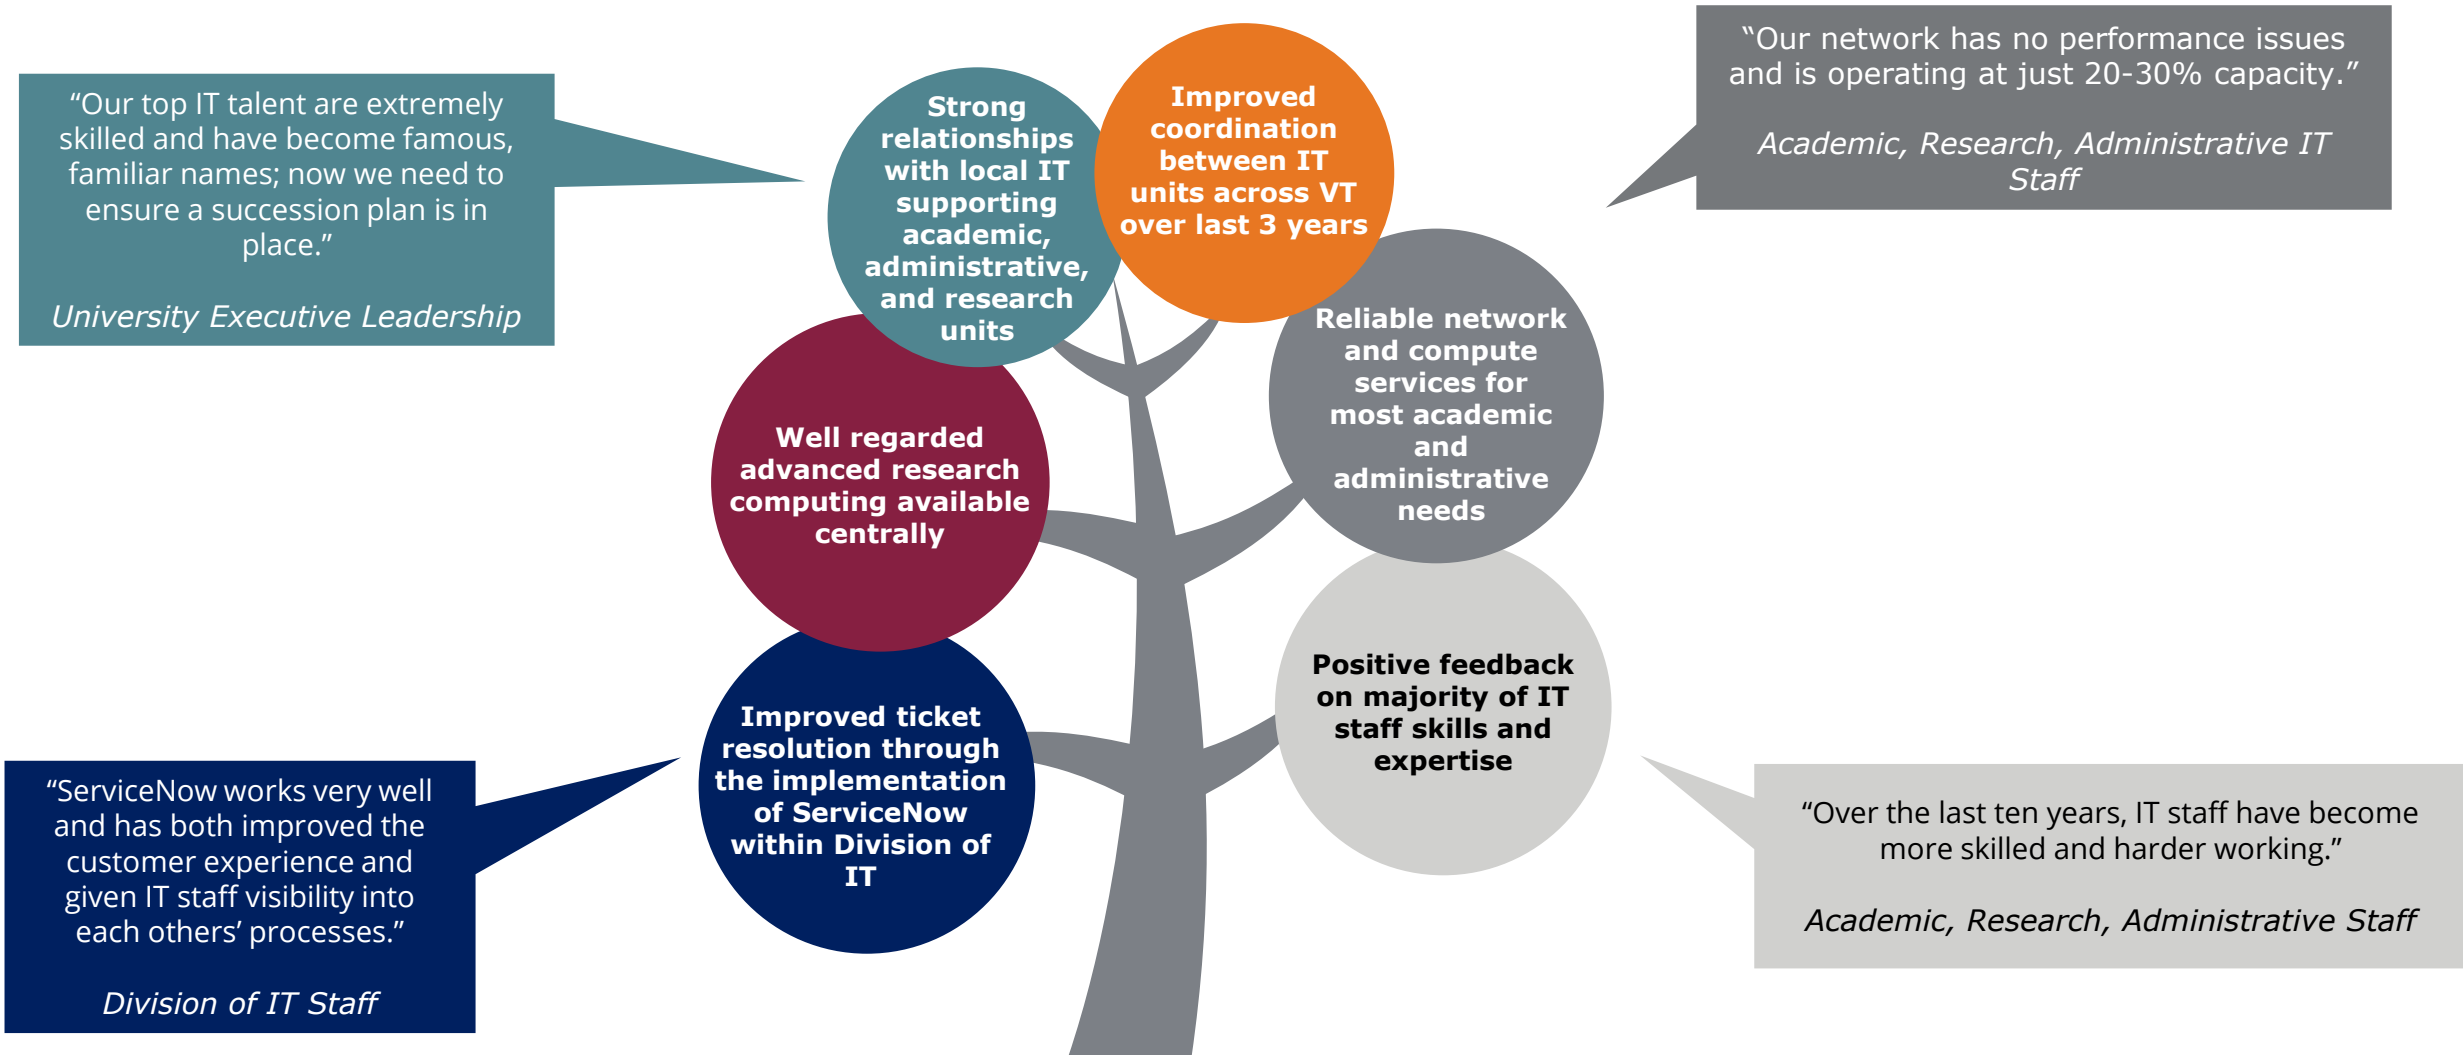 “Our top IT talent are extremely
skilled and have become famous,
familiar names; now we need to
ensure a succession plan is in
place.”
University Executive Leadership
Strong
relationships
with local IT
supporting
academic,
administrative,
and research
units
Improved
coordination
between IT
units across VT
over last 3 years
“Our network has no performance issues
and is operating at just 20-30% capacity.”
Academic, Research, Administrative IT
Staff
Well regarded
advanced research
computing available
centrally
Reliable network
and compute
services for
most academic
and
administrative
needs
Improved ticket
resolution through
the implementation
of ServiceNow
within Division of
IT
Positive feedback
on majority of IT
staff skills and
expertise
“ServiceNow works very well
and has both improved the
customer experience and
given IT staff visibility into
each others’ processes.”
Division of IT Staff
“Over the last ten years, IT staff have become
more skilled and harder working.”
Academic, Research, Administrative Staff